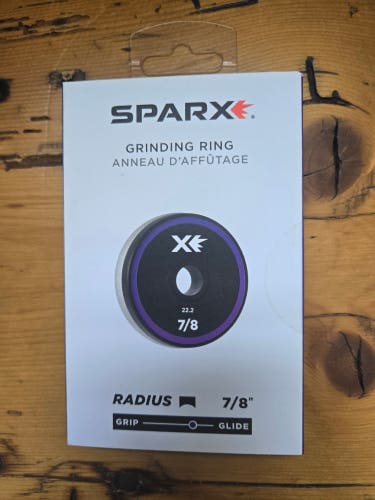 SPARX
GRINDING RING
ANNEAU D'AFFÛTAGE
X
22.2
7/8
RADIUS 7/8"
GRIP GLIDE